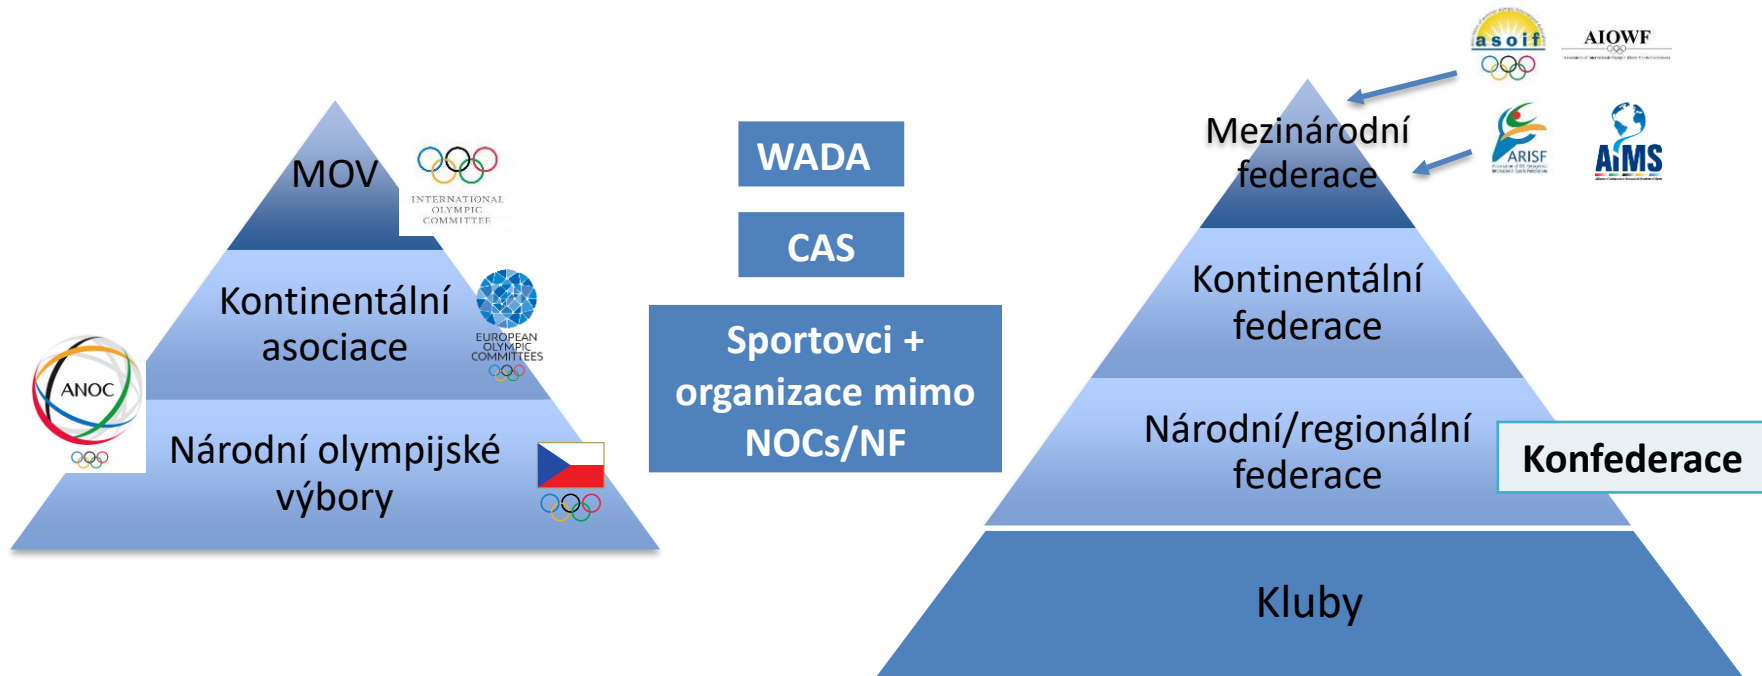 MOV
INTERNATIONAL
OLYMPIC
COMMITTEE
Kontinentální
asociace
EUROPEAN
OLYMPIC
COMMITTEES
ANOC
Národní olympijské
výbory
WADA
CAS
Sportovci +
organizace mimo
NOCs/NF
asoif
AIOWF
ARISF
AIMS
Mezinárodní
federace
Kontinentální
federace
Národní/regionální
federace
Konfederace
Kluby